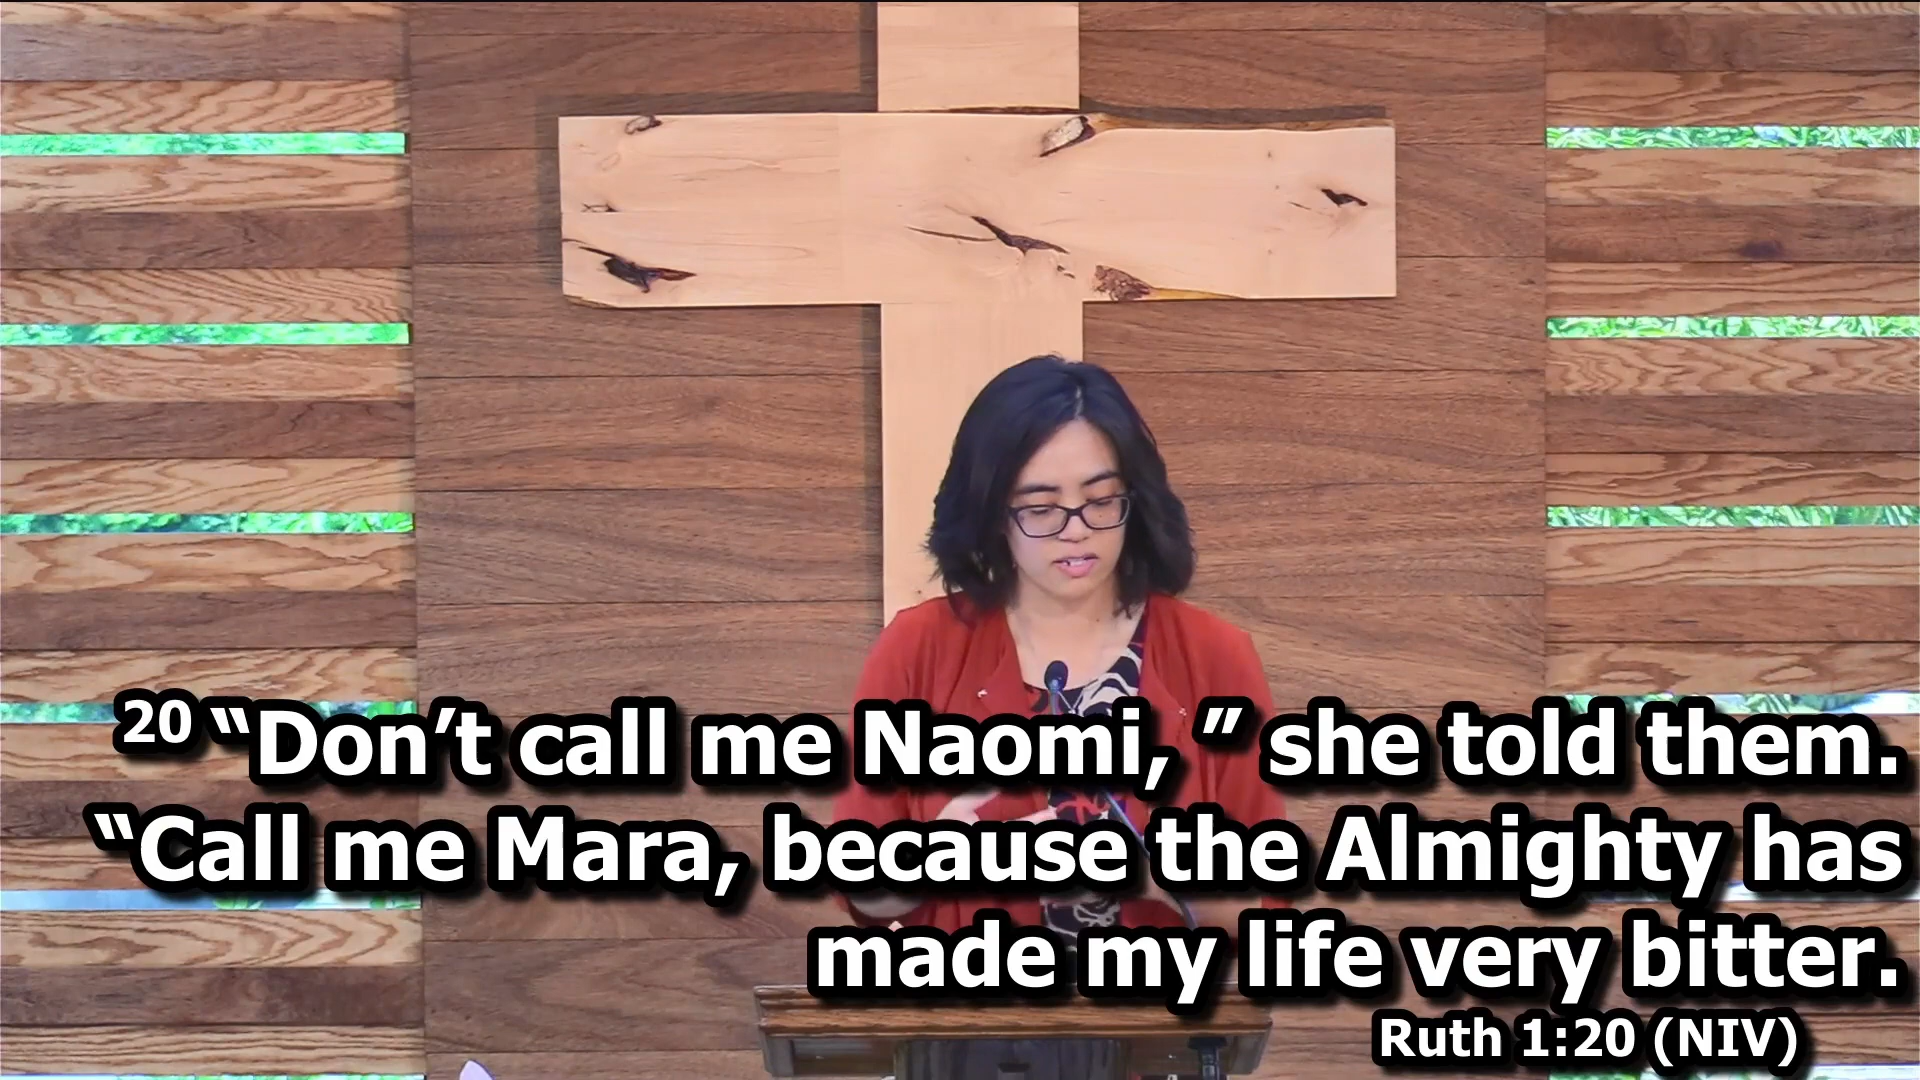 20 “Don’t call me Naomi, ” she told them.
“Call me Mara, because the Almighty has
made my life very bitter.
Ruth 1:20 (NIV)